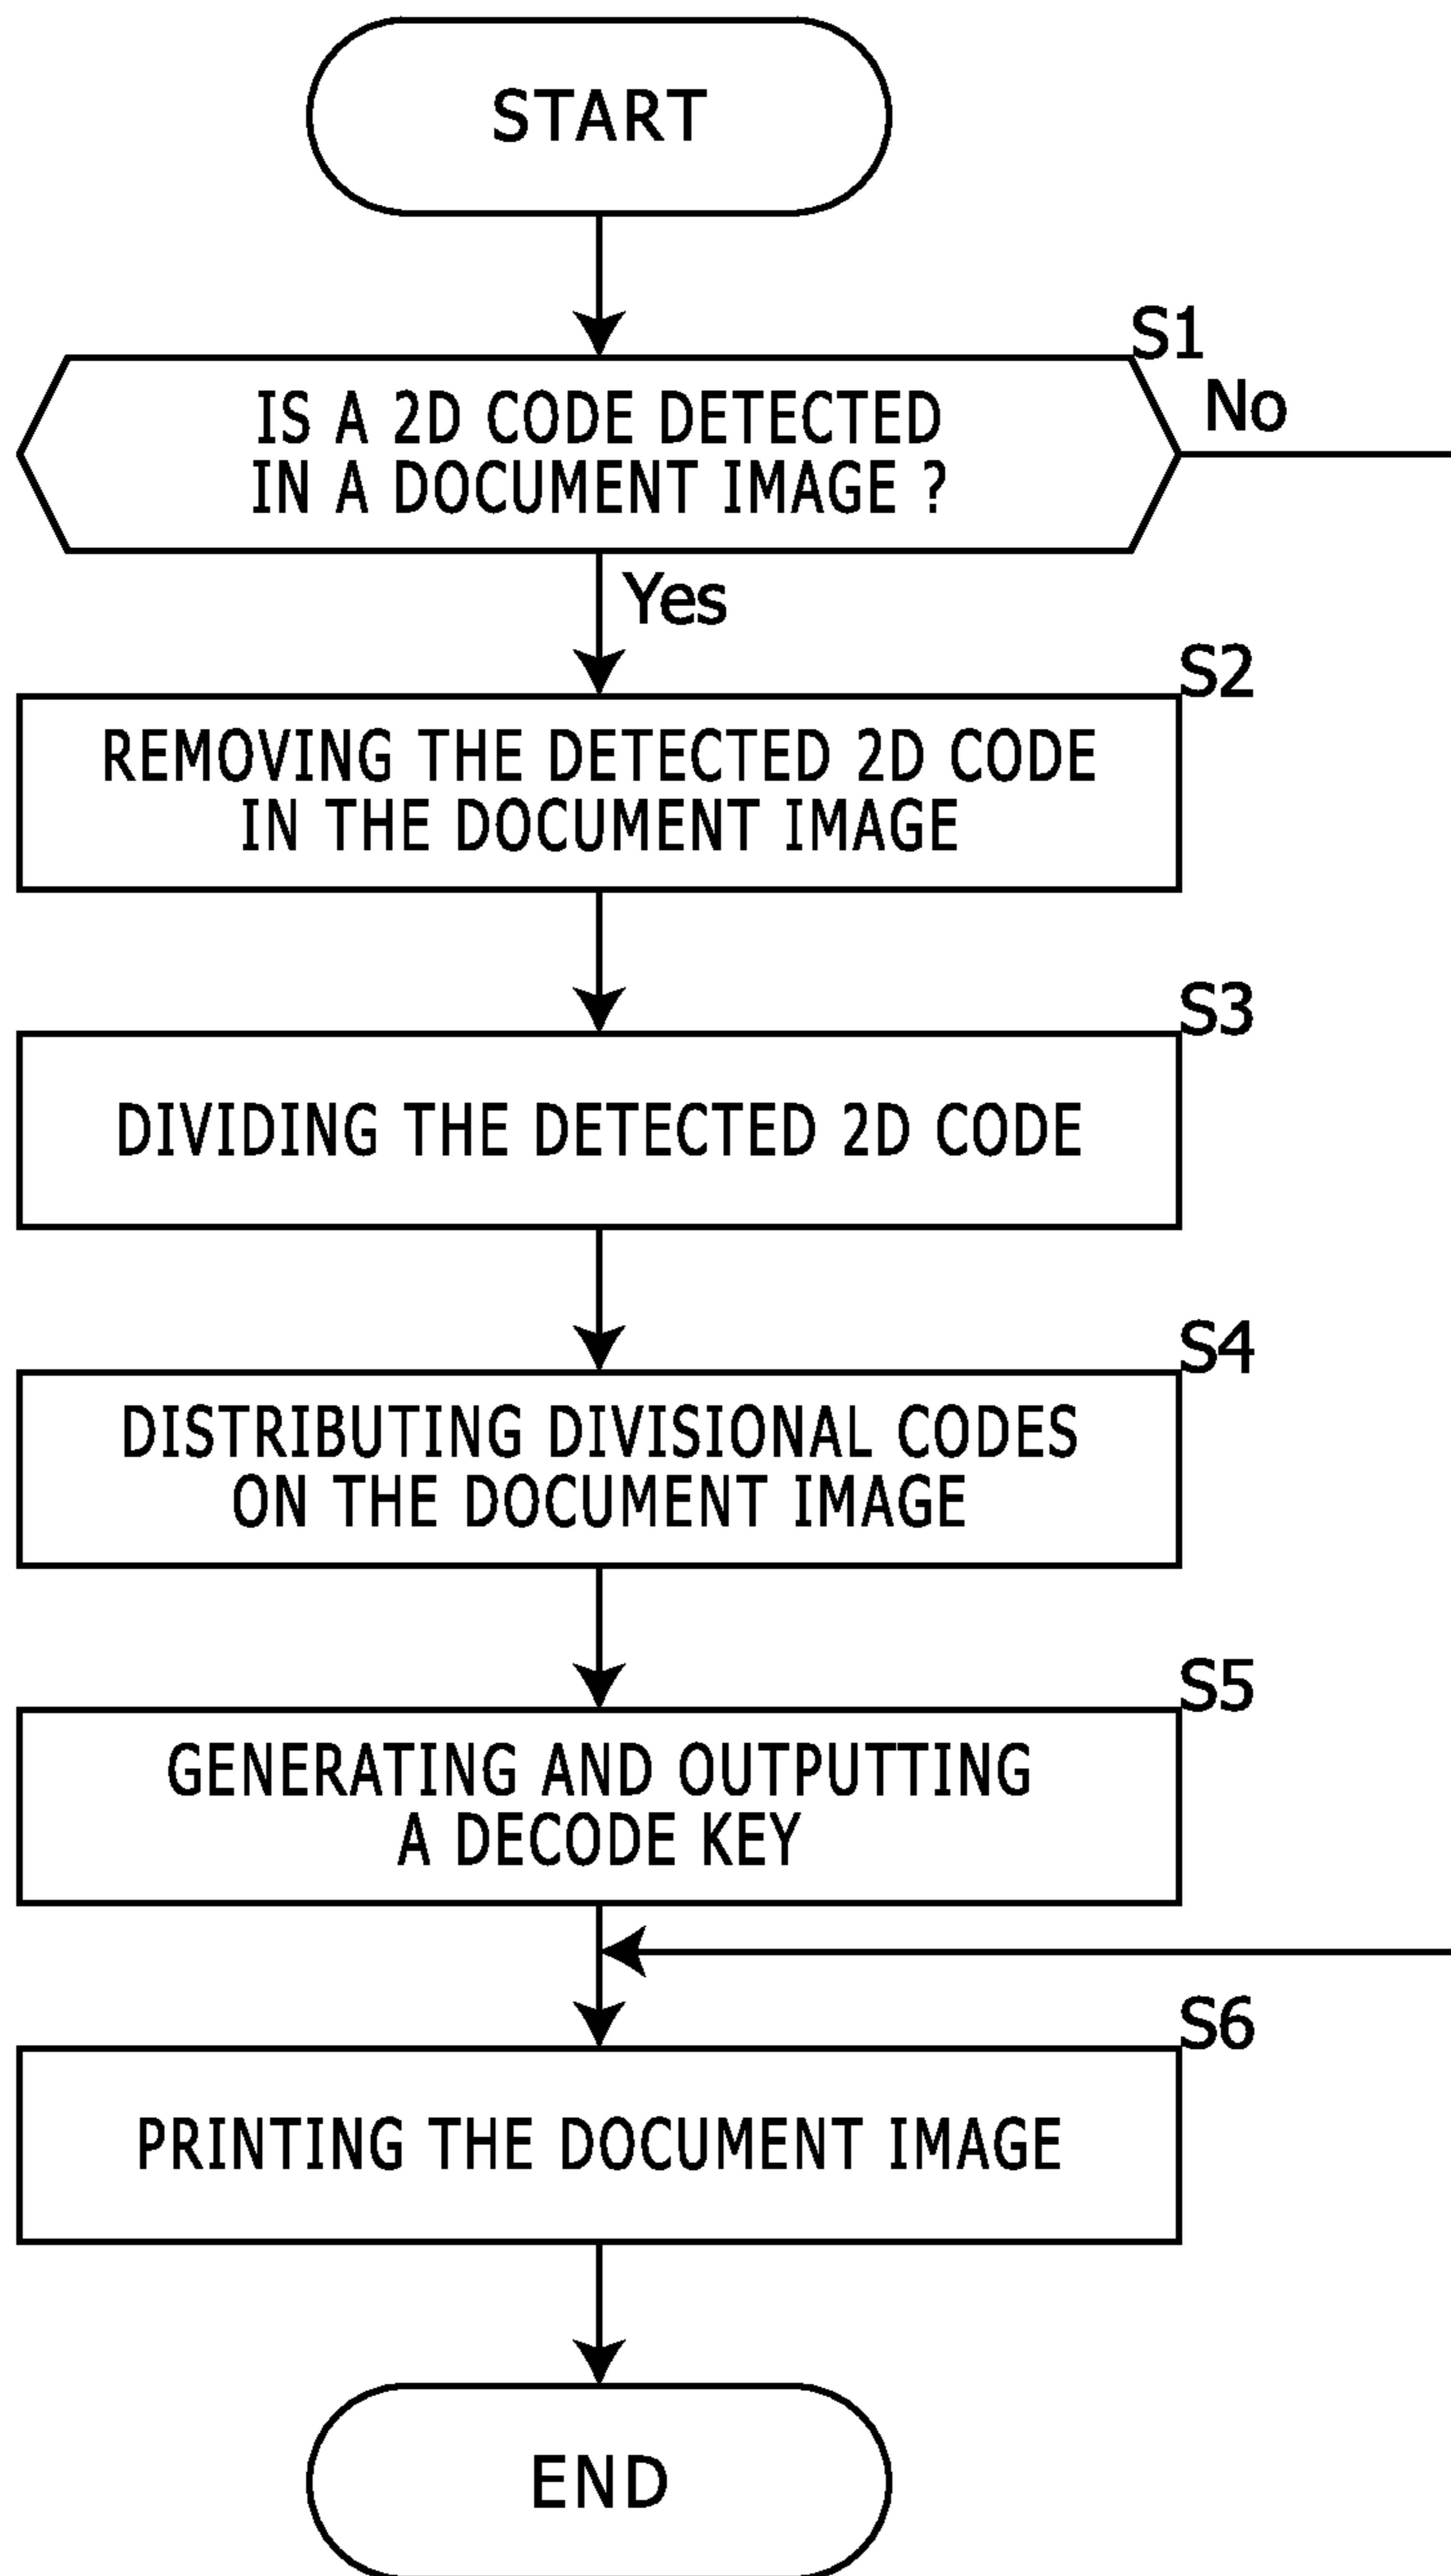 START
S1
IS A 2D CODE DETECTED
IN A DOCUMENT IMAGE ?
No
Yes
S2
REMOVING THE DETECTED 2D CODE
IN THE DOCUMENT IMAGE
S3
DIVIDING THE DETECTED 2D CODE
S4
DISTRIBUTING DIVISIONAL CODES
ON THE DOCUMENT IMAGE
S5
GENERATING AND OUTPUTTING
A DECODE KEY
S6
PRINTING THE DOCUMENT IMAGE
END